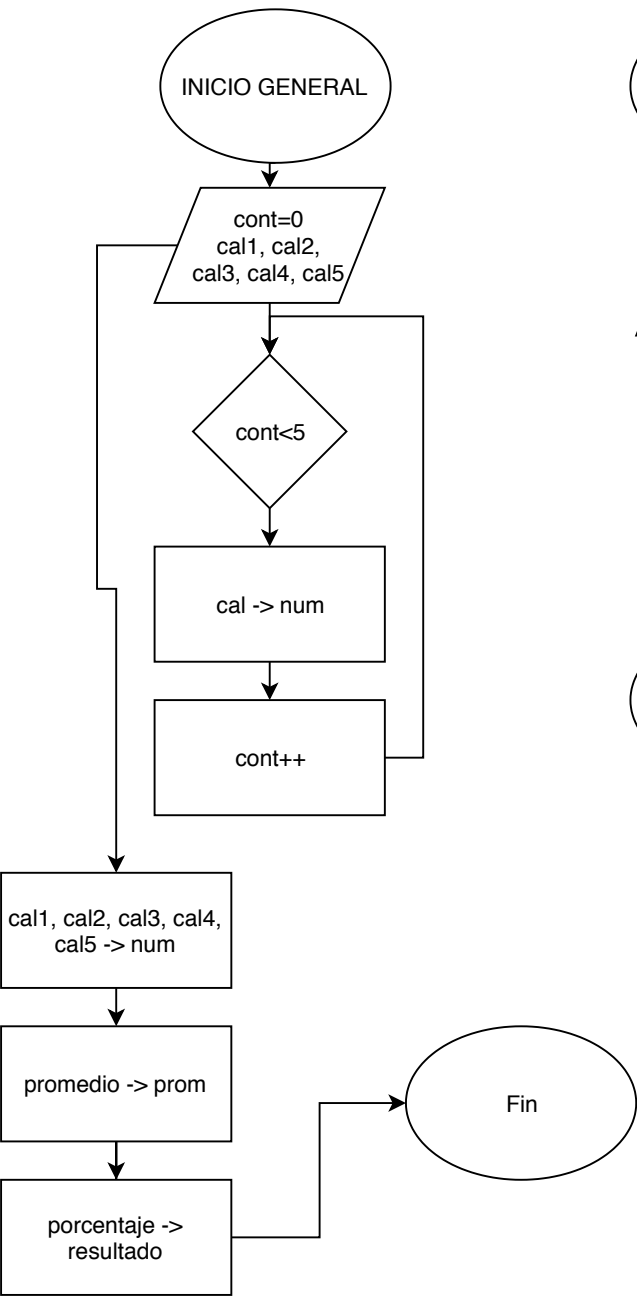 INICIO GENERAL
cont=0
cal1, cal2,
cal3, cal4, cal5
cont<5
cal -> num
cont++
cal1, cal2, cal3, cal4,
cal5 -> num
promedio -> prom
Fin
porcentaje ->
resultado